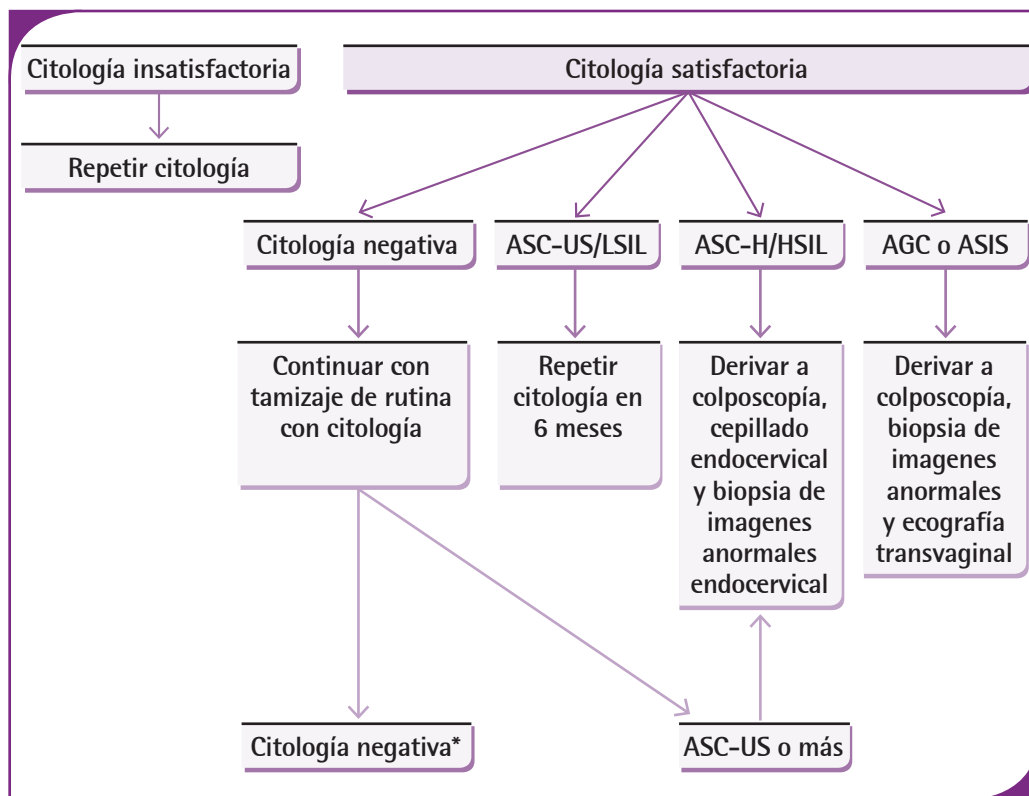 Citología insatisfactoria
Citología satisfactoria
Repetir citología
Citología negativa
ASC-US/LSIL
ASC-H/HSIL
AGC o ASIS
Continuar con
tamizaje de rutina
con citología
Repetir
citología en
6 meses
Derivar a
colposcopía,
cepillado
endocervical
y biopsia de
imagenes
anormales
endocervical
Derivar a
colposcopía,
biopsia de
imagenes
anormales
y ecografía
transvaginal
Citología negativa*
ASC-US o más